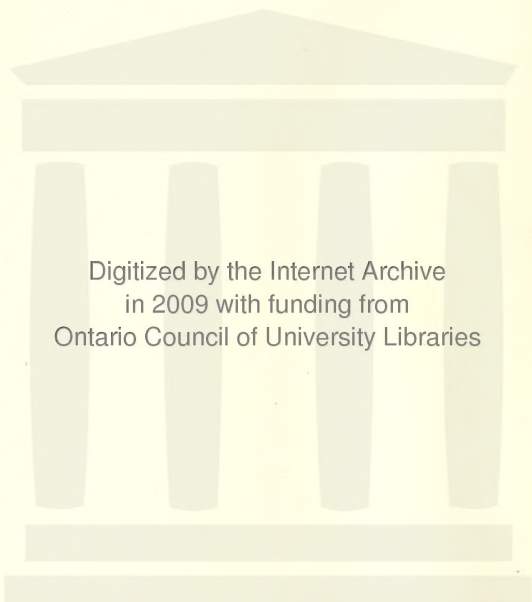 Digitized by the Internet Archive
in 2009 with funding from
Ontario Council of University Libraries